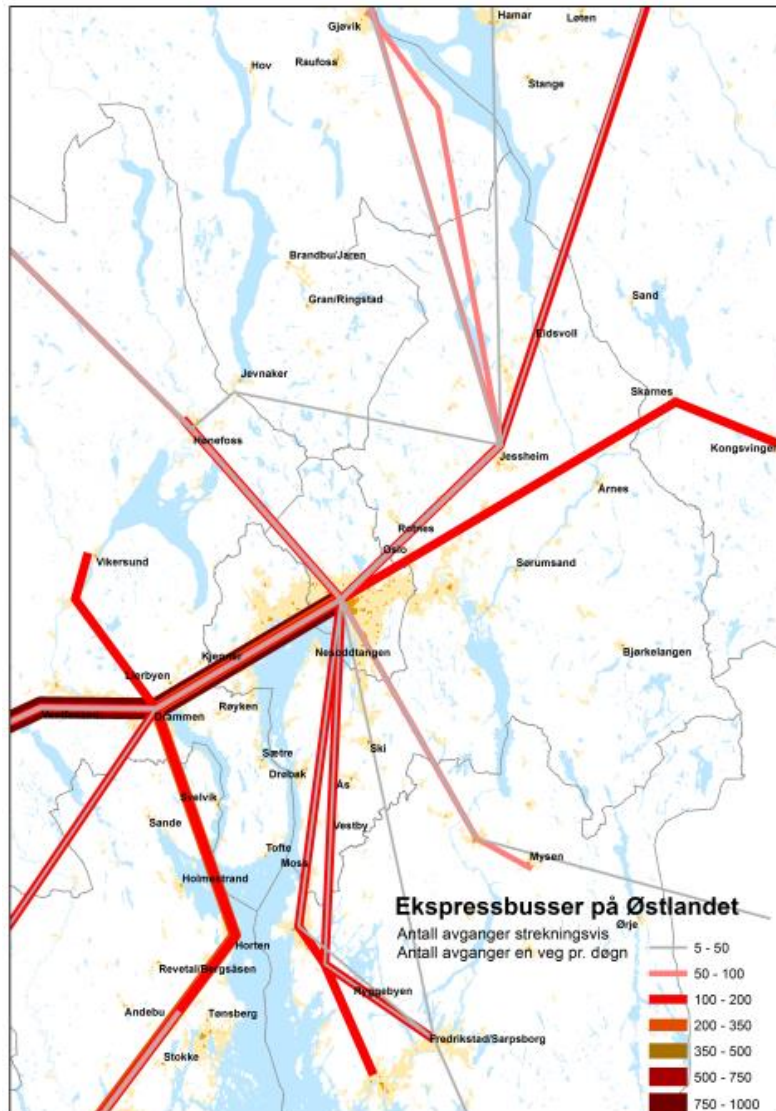 Gjøvik
Hamar
Løten
Hov
Raufoss
Stange
Brandbu/Jaren
Gran/Ringstad
Sand
Eidsvoll
Jevnaker
Skarnes
Hønefoss
Jessheim
Kongsvinger
Årnes
Rotnes
Oslo
Vikersund
Sørumsand
Nesoddtangen
Bjørkelangen
Lierbyen
Røyken
Drammen
Ski
Sætre
Drøbak
Ås
Svelvik
Sande
Vestby
Tofte
Moss
Mysen
Holmestrand
Ekspressbusser på Østlandet
Ørje
Antall avganger strekningsvis
Antall avganger en veg pr. døgn
Horten
5 - 50
Revetal/Bergsåsen
50 - 100
Ryggebyen
100 - 200
Andebu
Tønsberg
200 - 350
Fredrikstad/Sarpsborg
350 - 500
Stokke
500 - 750
750 - 1000